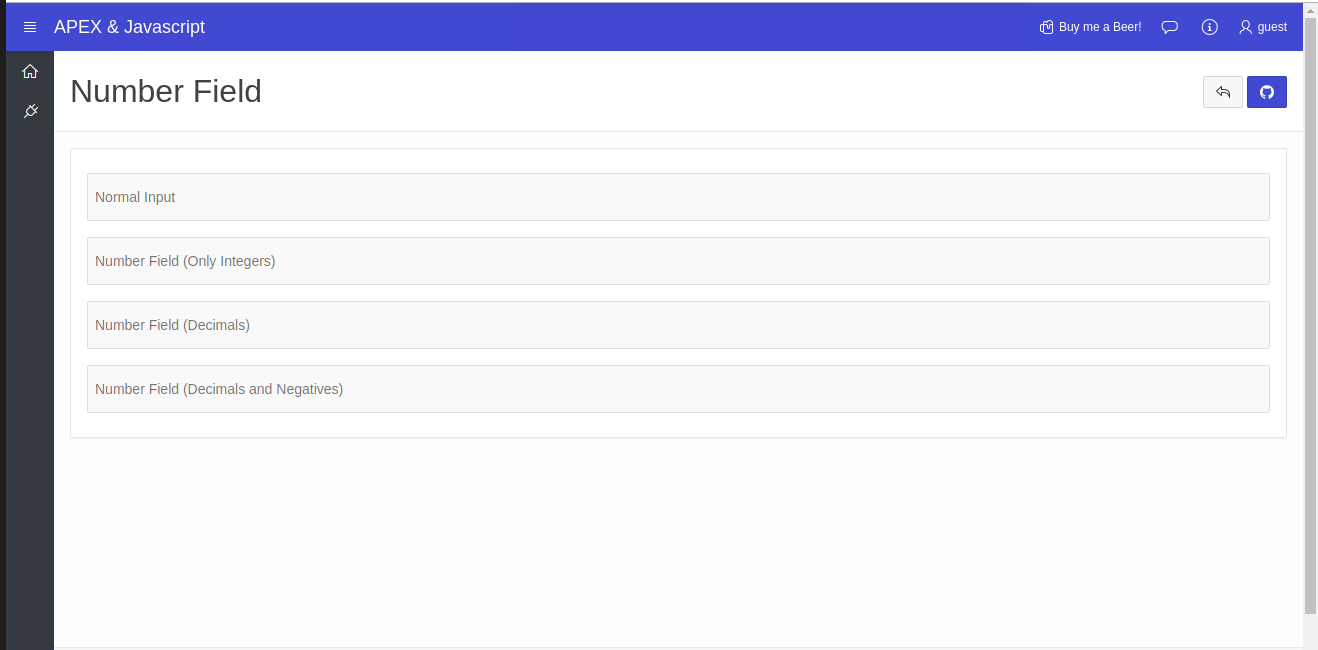 APEX & Javascript
Buy me a Beer!
guest
Number Field
Normal Input
Number Field (Only Integers)
Number Field (Decimals)
Number Field (Decimals and Negatives)